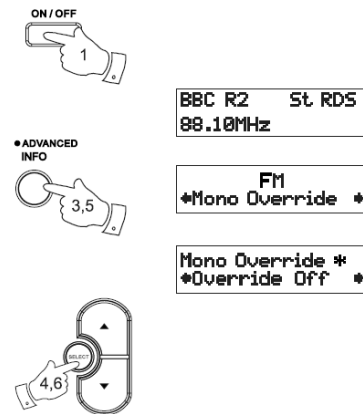 ON / OFF
1
BBC R2 St RDS
88.10MHz
● ADVANCED
INFO
3,5
FM
Mono Override
Mono Override *
Override Off
SELECT
4,6